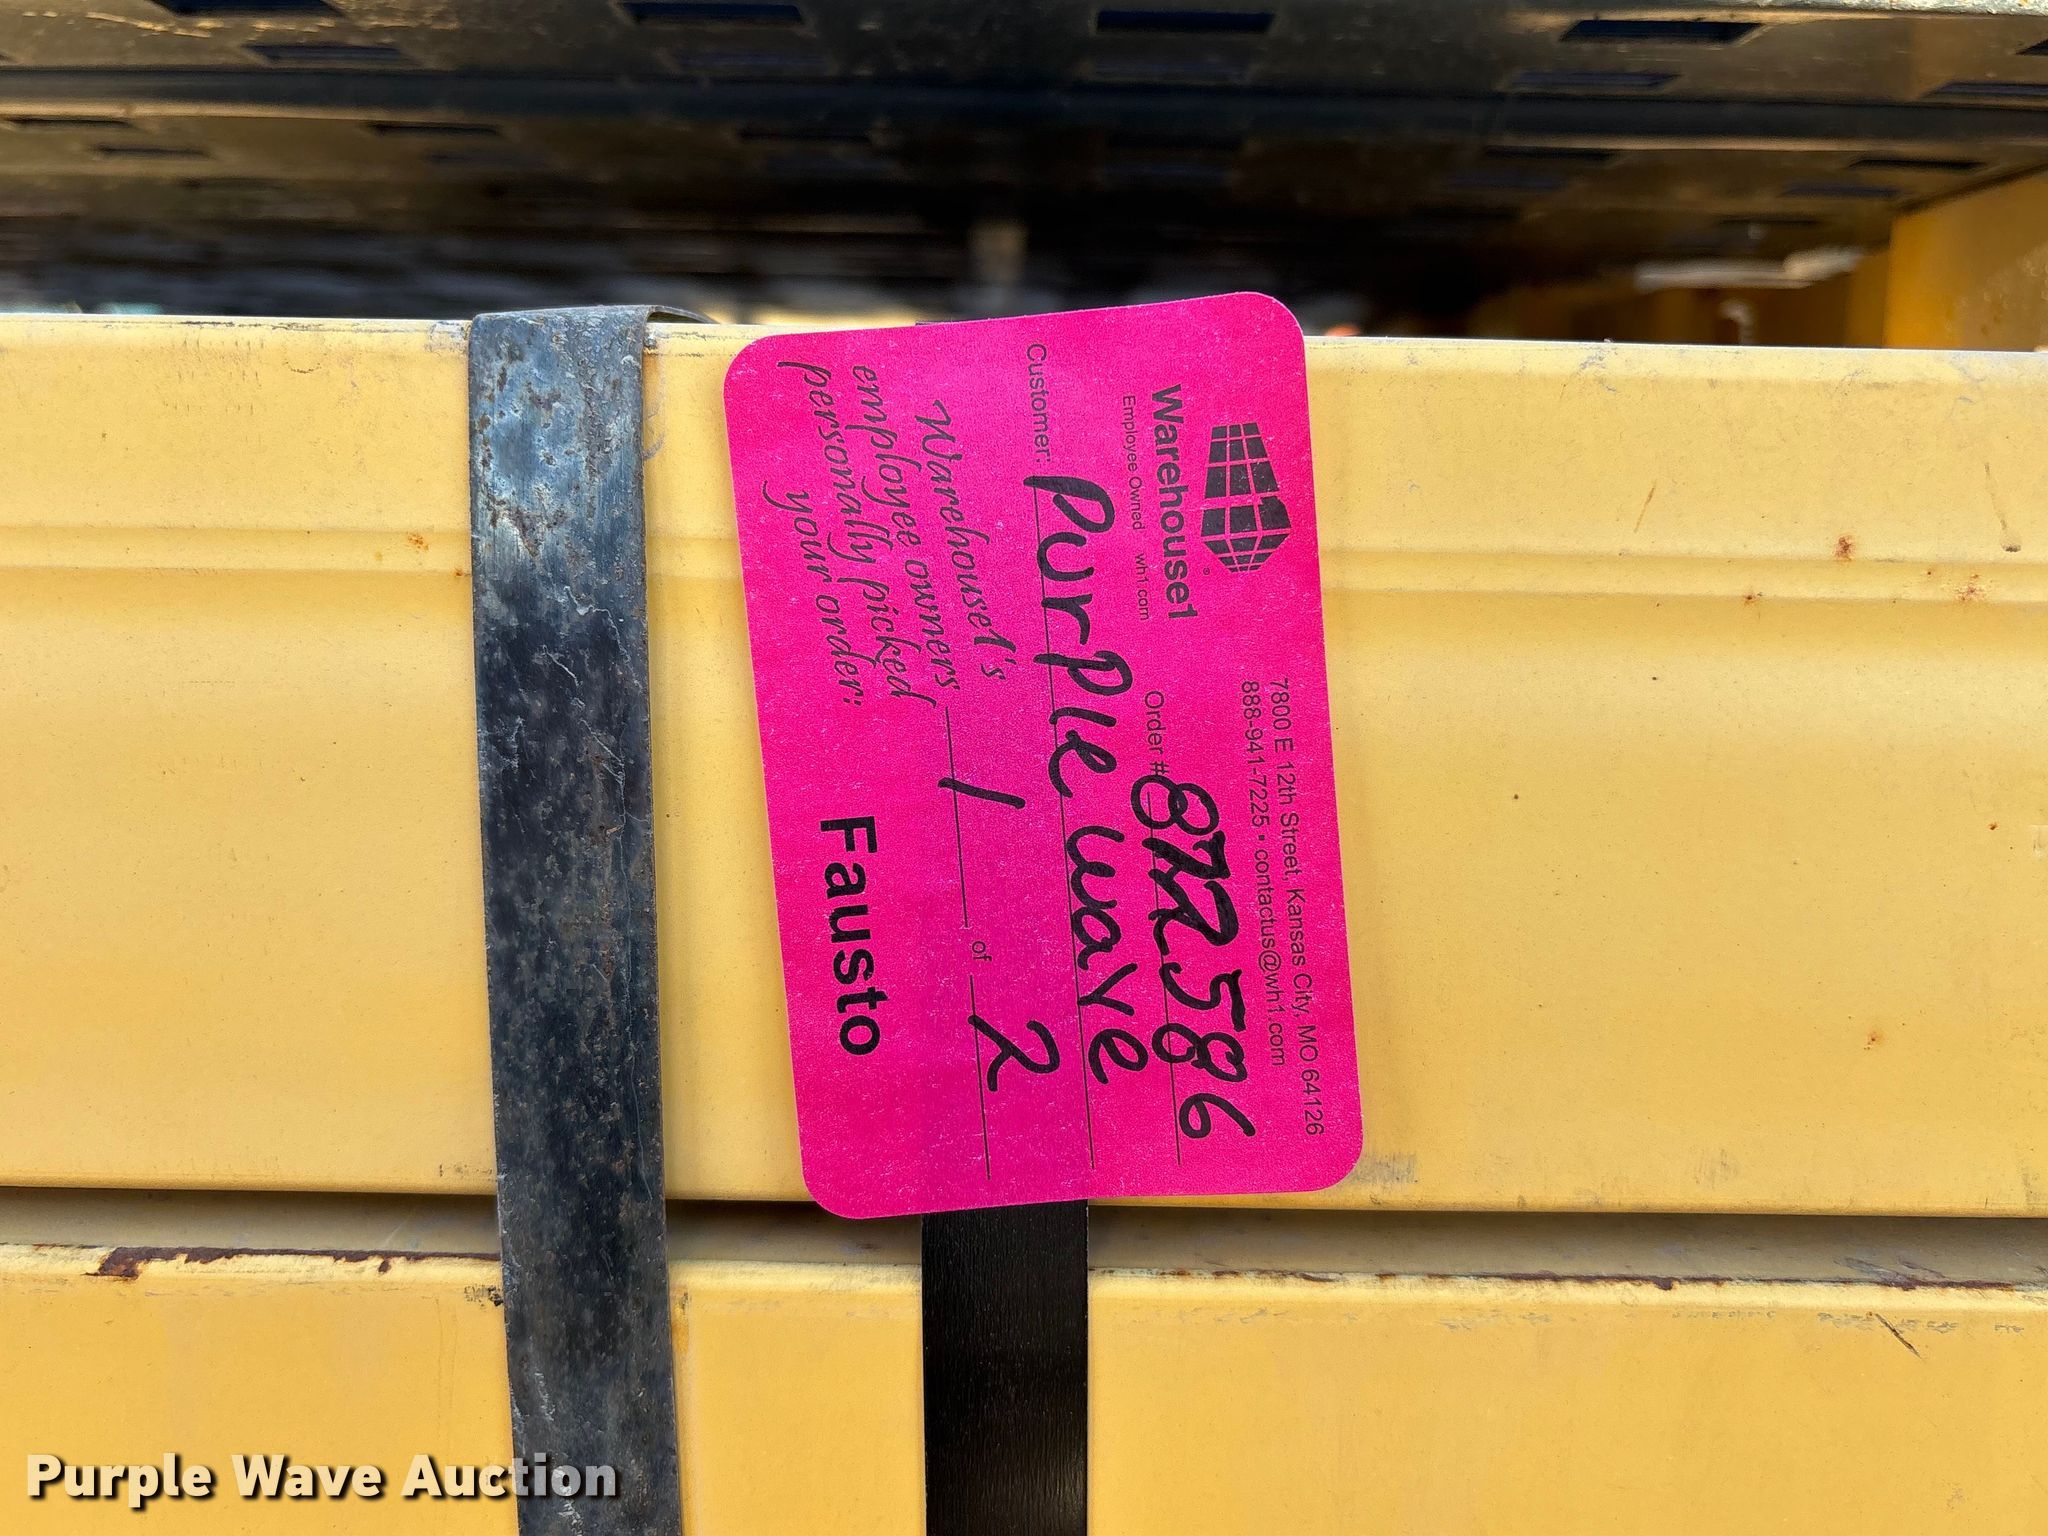 Warehouse1
Employee Owned wh1.com
7800 E 12th Street, Kansas City, MO 64126
888-941-7225 • contactus@wh1.com
Order # 872586
Customer: Purple wave
1 of 2
Warehouse1's
employee owners
personally picked
your order:
Fausto
Purple Wave Auction